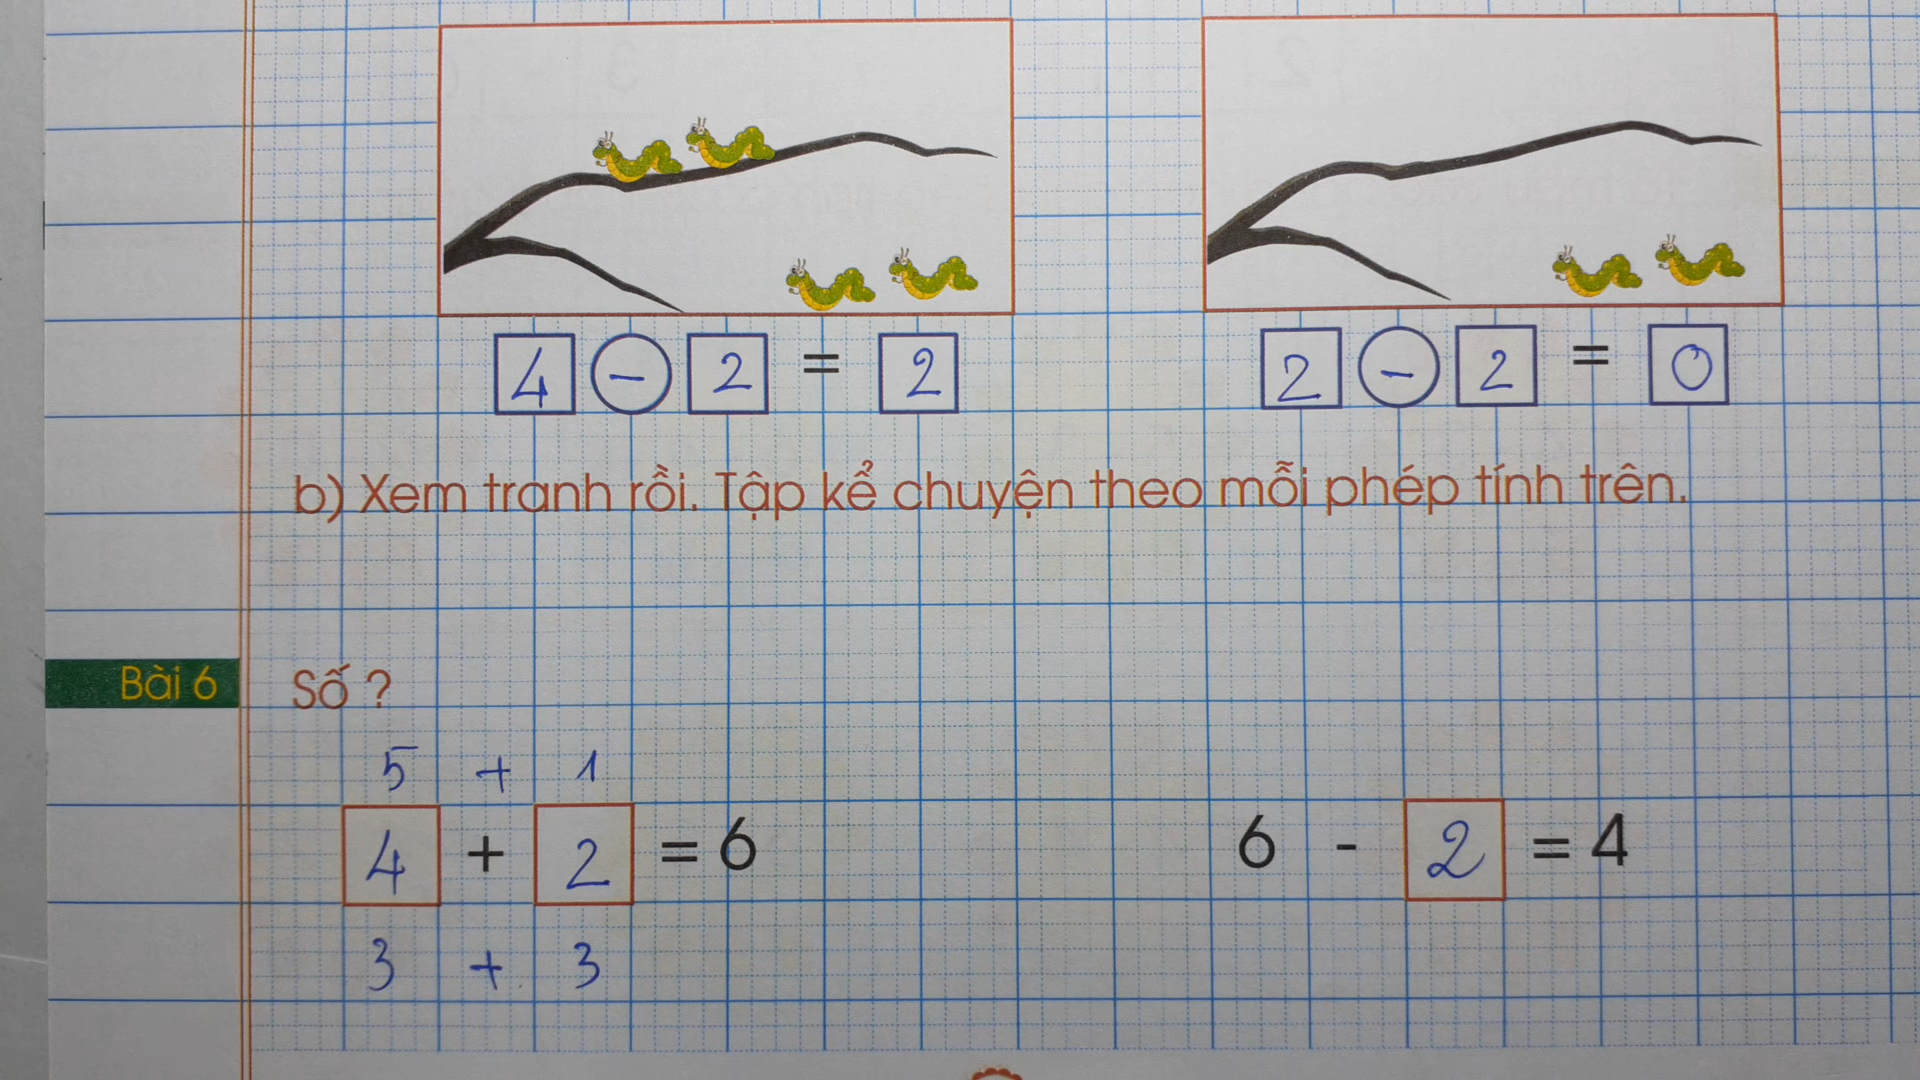 4 - 2 = 2
2 - 2 = 0
b) Xem tranh rồi. Tập kể chuyện theo mỗi phép tính trên.
Bài 6 Số ?
5 + 1
4 + 2 = 6
6 - 2 = 4
3 + 3